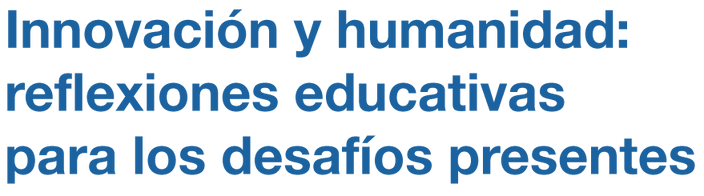 Innovación y humanidad:
reflexiones educativas
para los desafíos presentes